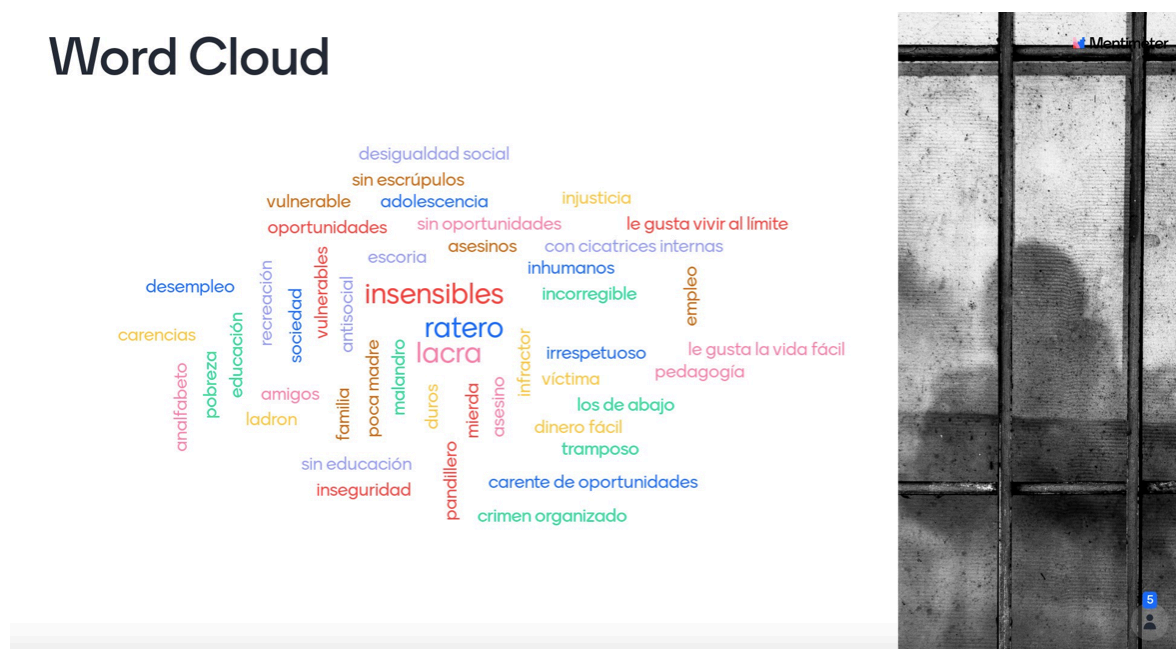 Word Cloud
Mentimeter
desigualdad social
sin escrúpulos
vulnerable
adolescencia
injusticia
oportunidades
sin oportunidades
le gusta vivir al límite
asesinos
con cicatrices internas
escoria
inhumanos
desempleo
recreación
sociedad
vulnerables
antisocial
insensibles
incorregible
empleo
ratero
carencias
lacra
irrespetuoso
le gusta la vida fácil
analfabeto
pobreza
educación
poca madre
malandro
infractor
víctima
pedagogía
amigos
familia
duros
mierda
asesino
los de abajo
ladron
dinero fácil
tramposo
sin educación
pandillero
carente de oportunidades
inseguridad
crimen organizado
5